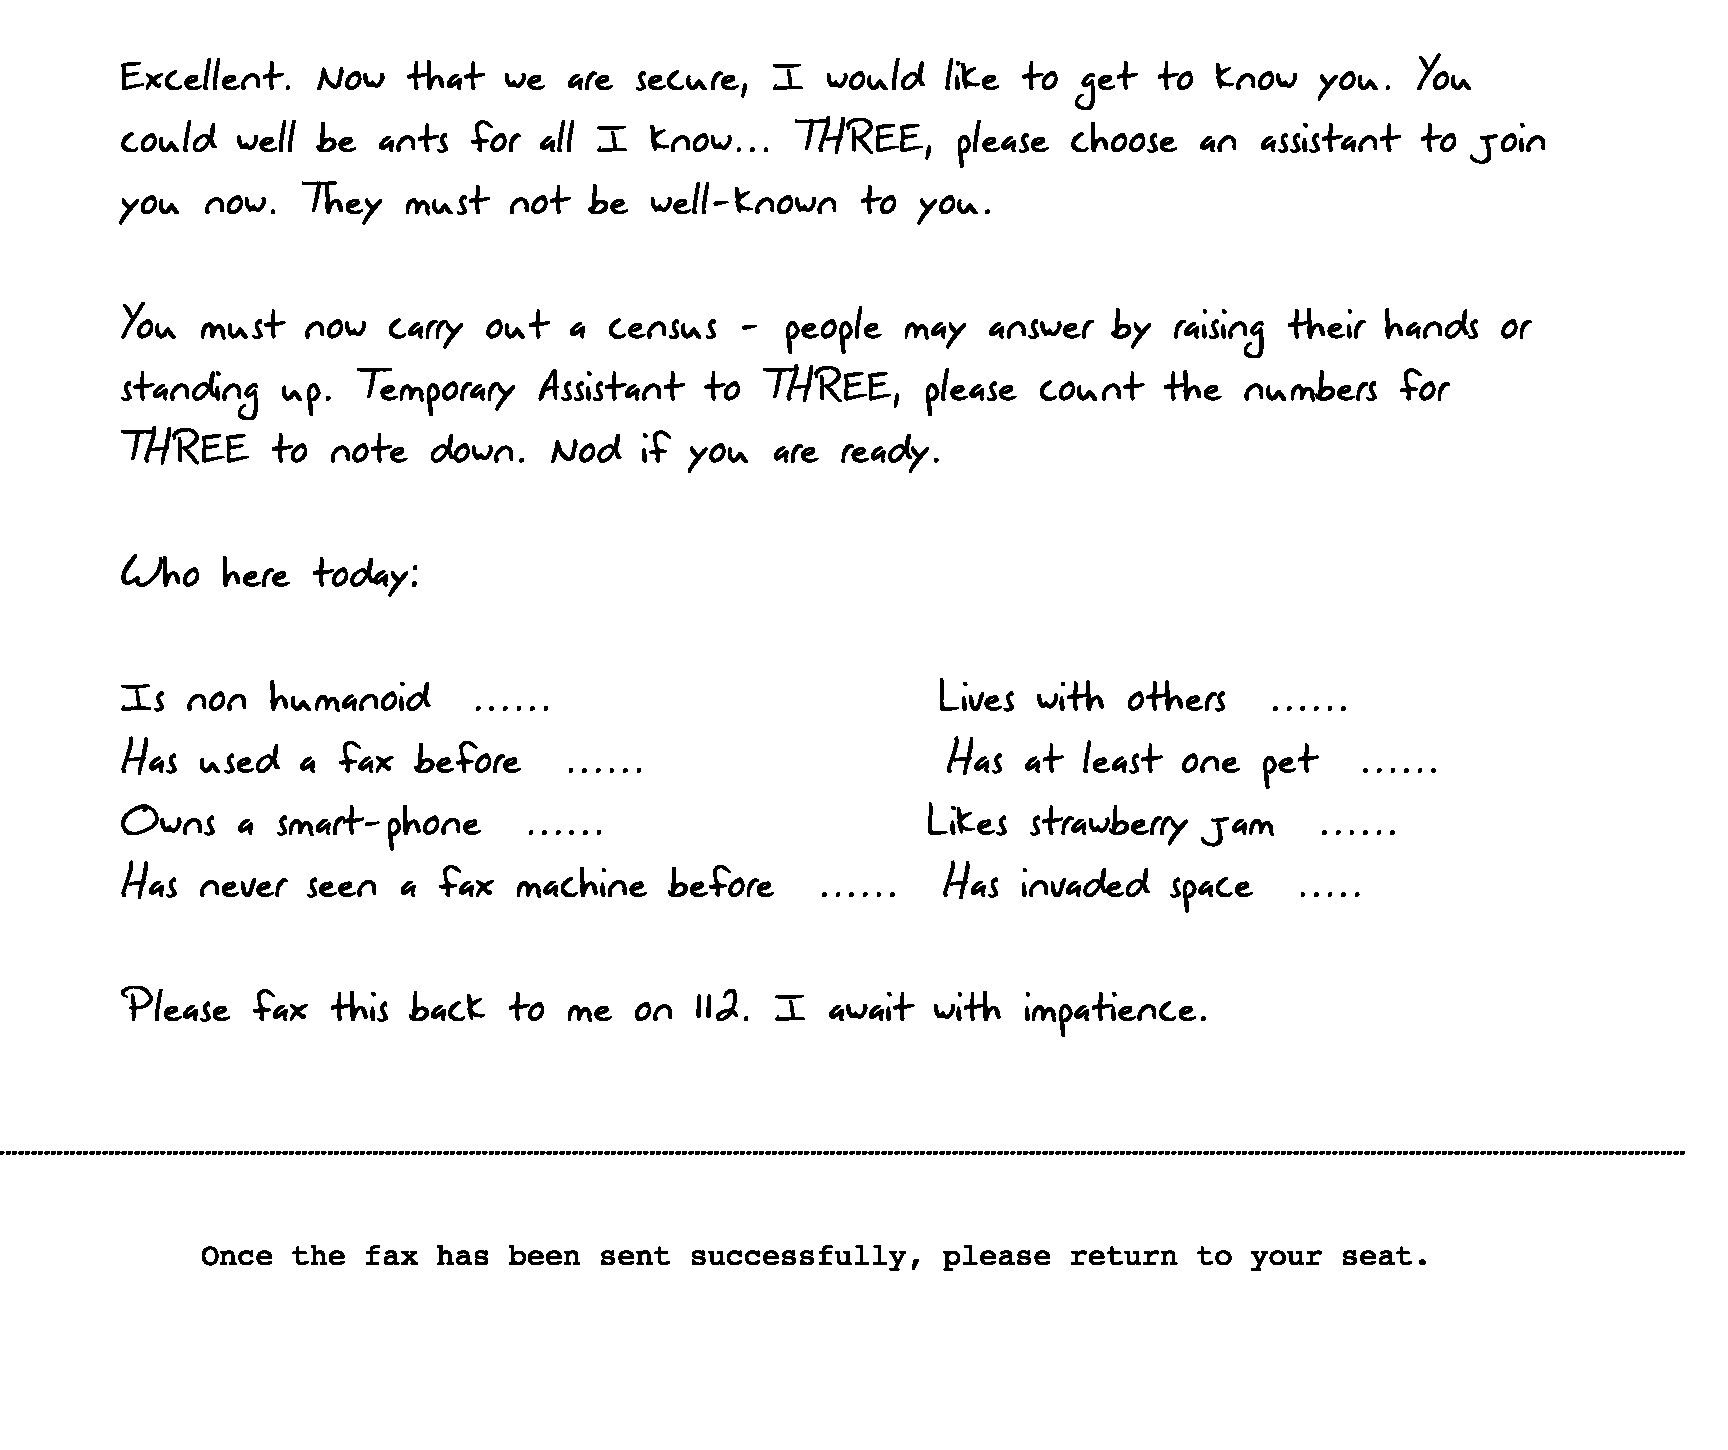 Excellent. Now that we are secure, I would like to get to know you. You
could well be ants for all I know... THREE, please choose an assistant to join
you now. They must not be well-known to you.
You must now carry out a census - people may answer by raising their hands or
standing up. Temporary Assistant to THREE, please count the numbers for
THREE to note down. Nod if you are ready.
Who here today:
Is non humanoid ...... Lives with others ......
Has used a fax before ...... Has at least one pet ......
Owns a smart-phone ...... Likes strawberry jam ......
Has never seen a fax machine before ...... Has invaded space .....
Please fax this back to me on 112. I await with impatience.
Once the fax has been sent successfully, please return to your seat.